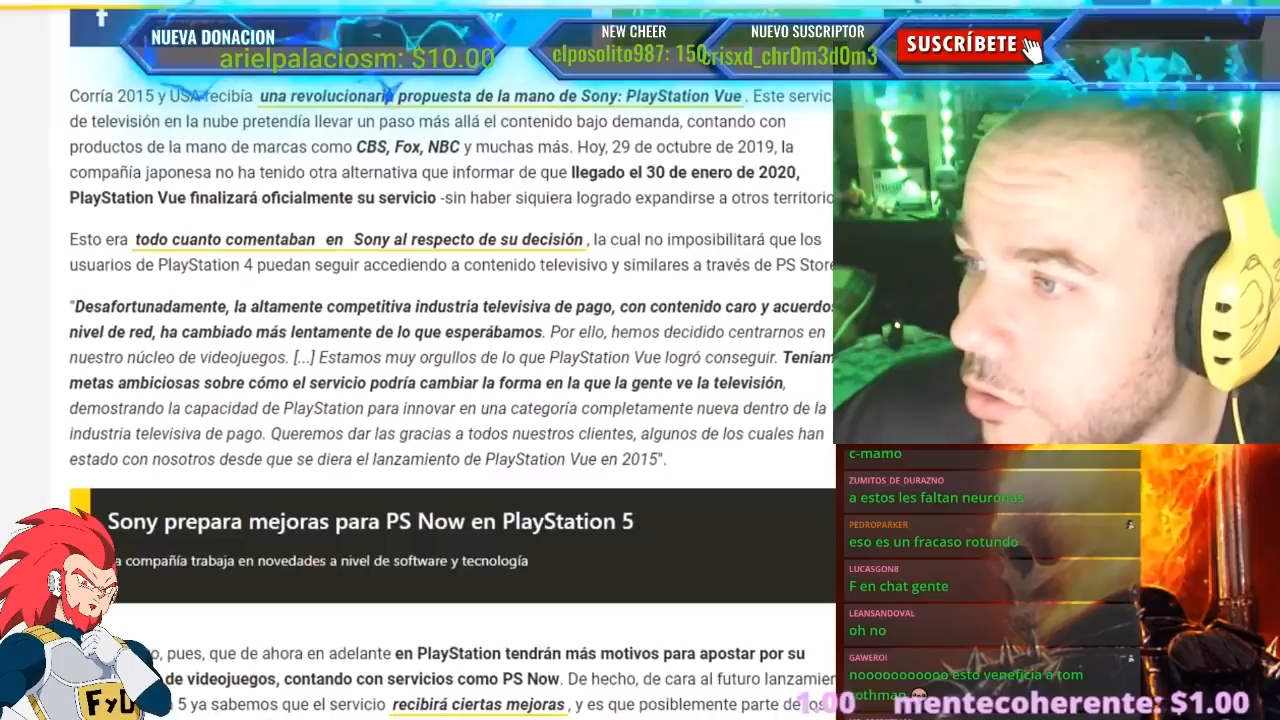 NUEVA DONACION
arielpalaciosm: $10.00
NEW CHEER
elposolito987: 150
NUEVO SUSCRIPTOR
crisxd_chr0m3d0m3
SUSCRÍBETE
Corría 2015 y USA recibía una revolucionaria propuesta de la mano de Sony: PlayStation Vue. Este servic
de televisión en la nube pretendía llevar un paso más allá el contenido bajo demanda, contando con
productos de la mano de marcas como CBS, Fox, NBC y muchas más. Hoy, 29 de octubre de 2019, la
compañía japonesa no ha tenido otra alternativa que informar de que llegado el 30 de enero de 2020,
PlayStation Vue finalizará oficialmente su servicio -sin haber siquiera logrado expandirse a otros territorio
Esto era todo cuanto comentaban en Sony al respecto de su decisión, la cual no imposibilitará que los
usuarios de PlayStation 4 puedan seguir accediendo a contenido televisivo y similares a través de PS Store
"Desafortunadamente, la altamente competitiva industria televisiva de pago, con contenido caro y acuerdos
nivel de red, ha cambiado más lentamente de lo que esperábamos. Por ello, hemos decidido centrarnos en
nuestro núcleo de videojuegos. [...] Estamos muy orgullos de lo que PlayStation Vue logró conseguir. Teníam
metas ambiciosas sobre cómo el servicio podría cambiar la forma en la que la gente ve la televisión,
demostrando la capacidad de PlayStation para innovar en una categoría completamente nueva dentro de la
industria televisiva de pago. Queremos dar las gracias a todos nuestros clientes, algunos de los cuales han
estado con nosotros desde que se diera el lanzamiento de PlayStation Vue en 2015".
Sony prepara mejoras para PS Now en PlayStation 5
a compañía trabaja en novedades a nivel de software y tecnología
o, pues, que de ahora en adelante en PlayStation tendrán más motivos para apostar por su
de videojuegos, contando con servicios como PS Now. De hecho, de cara al futuro lanzamien
5 ya sabemos que el servicio recibirá ciertas mejoras, y es que posiblemente parte de los
FyD
c-mamo
ZUMITOS DE DURAZNO
a estos les faltan neuronas
PEDROPARKER
eso es un fracaso rotundo
LUCASGON8
F en chat gente
LEANSANDOVAL
oh no
GAWEROI
nooooooooooo esto veneficia a tom
rothman
1.00 mentecoherente: $1.00